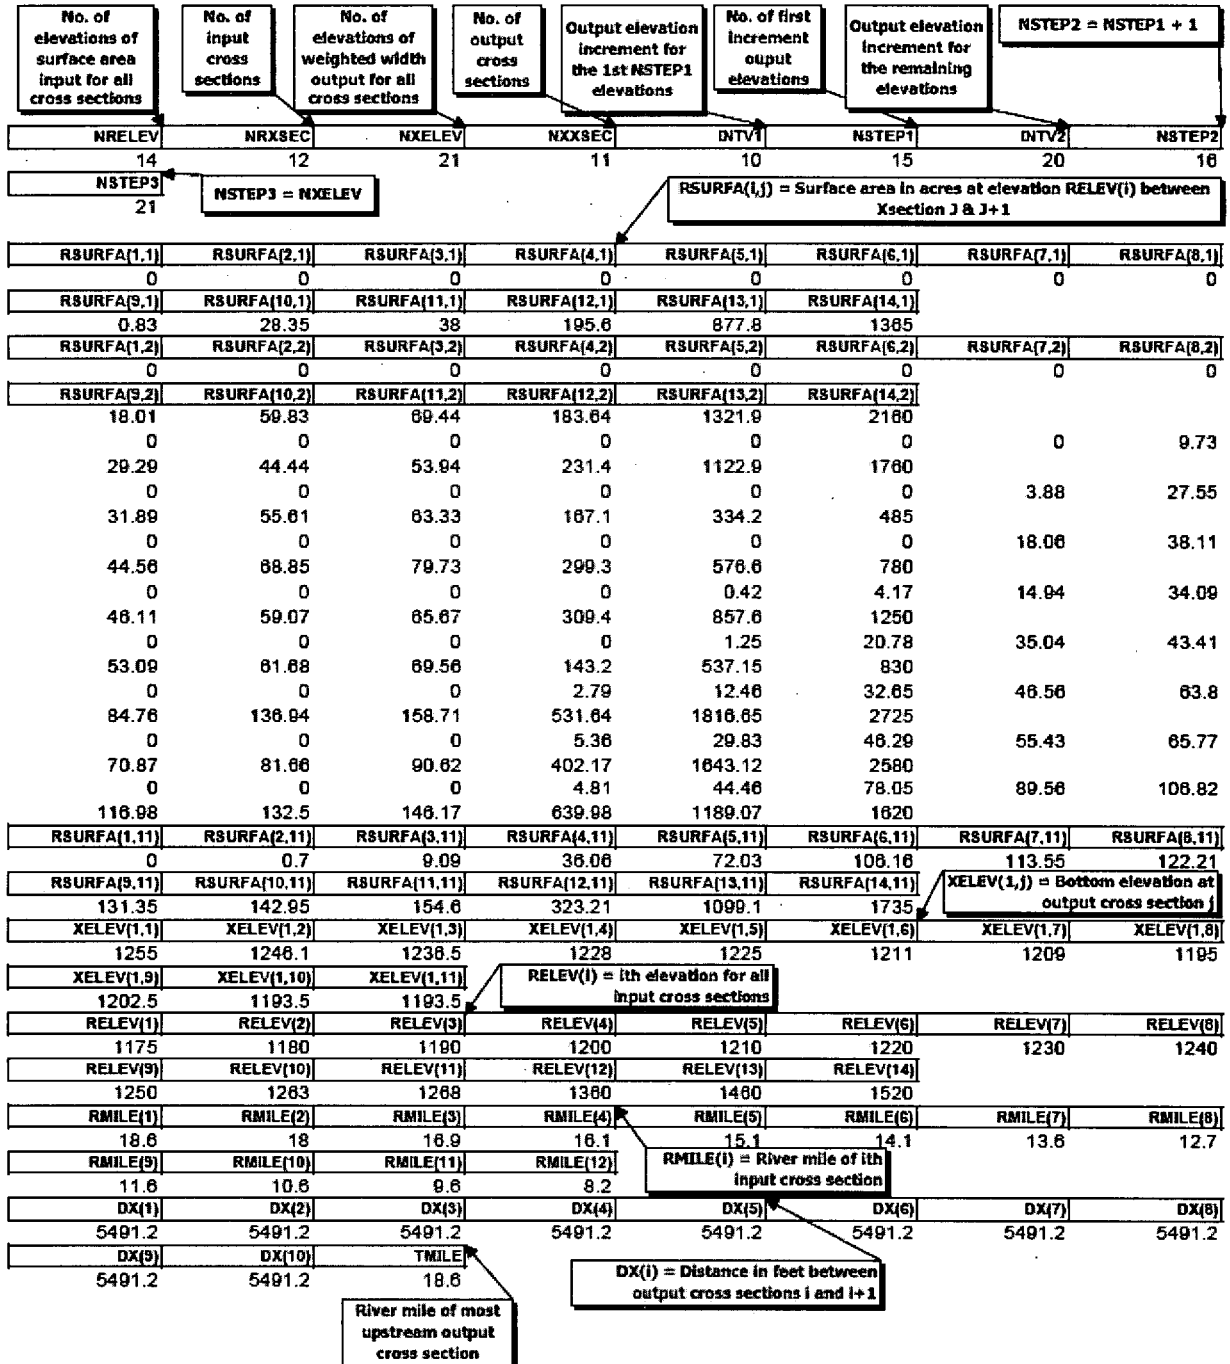 No. of elevations of surface area input for all cross sections
No. of input cross sections
No. of elevations of weighted width output for all cross sections
No. of output cross sections
Output elevation increment for the 1st NSTEP1 elevations
No. of first increment ouput elevations
Output elevation increment for the remaining elevations
NSTEP2 = NSTEP1 + 1
NRELEV NRXSEC NXELEV NXXSEC INTV1 NSTEP1 INTV2 NSTEP2
14 12 21 11 10 15 20 16
NSTEP3
21
NSTEP3 = NXELEV
RSURFA(i,j) = Surface area in acres at elevation RELEV(i) between Xsection J & J+1
RSURFA(1,1) RSURFA(2,1) RSURFA(3,1) RSURFA(4,1) RSURFA(5,1) RSURFA(6,1) RSURFA(7,1) RSURFA(8,1)
0 0 0 0 0 0 0 0
RSURFA(9,1) RSURFA(10,1) RSURFA(11,1) RSURFA(12,1) RSURFA(13,1) RSURFA(14,1)
0.83 28.35 38 195.6 877.8 1365
RSURFA(1,2) RSURFA(2,2) RSURFA(3,2) RSURFA(4,2) RSURFA(5,2) RSURFA(6,2) RSURFA(7,2) RSURFA(8,2)
0 0 0 0 0 0 0 0
RSURFA(9,2) RSURFA(10,2) RSURFA(11,2) RSURFA(12,2) RSURFA(13,2) RSURFA(14,2)
18.01 59.83 69.44 183.64 1321.9 2160
0 0 0 0 0 0 0 9.73
29.29 44.44 53.94 231.4 1122.9 1760
0 0 0 0 0 0 3.88 27.55
31.89 55.61 63.33 167.1 334.2 485
0 0 0 0 0 0 18.06 38.11
44.56 68.85 79.73 299.3 576.6 780
0 0 0 0 0.42 4.17 14.94 34.09
46.11 59.07 65.67 309.4 857.6 1250
0 0 0 0 1.25 20.78 35.04 43.41
53.09 61.68 69.56 143.2 537.15 830
0 0 0 2.79 12.46 32.65 46.56 63.8
84.76 136.94 158.71 531.64 1816.65 2725
0 0 0 5.36 29.83 46.29 55.43 65.77
70.87 81.66 90.62 402.17 1643.12 2580
0 0 0 4.81 44.46 78.05 89.56 106.82
116.98 132.5 146.17 639.98 1189.07 1620
RSURFA(1,11) RSURFA(2,11) RSURFA(3,11) RSURFA(4,11) RSURFA(5,11) RSURFA(6,11) RSURFA(7,11) RSURFA(8,11)
0 0.7 9.09 36.06 72.03 106.16 113.55 122.21
RSURFA(9,11) RSURFA(10,11) RSURFA(11,11) RSURFA(12,11) RSURFA(13,11) RSURFA(14,11)
131.35 142.95 154.6 323.21 1099.1 1735
XELEV(1,j) = Bottom elevation at output cross section j
XELEV(1,1) XELEV(1,2) XELEV(1,3) XELEV(1,4) XELEV(1,5) XELEV(1,6) XELEV(1,7) XELEV(1,8)
1255 1246.1 1236.5 1228 1225 1211 1209 1195
XELEV(1,9) XELEV(1,10) XELEV(1,11)
1202.5 1193.5 1193.5
RELEV(i) = ith elevation for all input cross sections
RELEV(1) RELEV(2) RELEV(3) RELEV(4) RELEV(5) RELEV(6) RELEV(7) RELEV(8)
1175 1180 1190 1200 1210 1220 1230 1240
RELEV(9) RELEV(10) RELEV(11) RELEV(12) RELEV(13) RELEV(14)
1250 1263 1268 1360 1460 1520
RMILE(1) RMILE(2) RMILE(3) RMILE(4) RMILE(5) RMILE(6) RMILE(7) RMILE(8)
18.6 18 16.9 16.1 15.1 14.1 13.6 12.7
RMILE(9) RMILE(10) RMILE(11) RMILE(12)
11.6 10.6 9.6 8.2
RMILE(i) = River mile of ith input cross section
DX(1) DX(2) DX(3) DX(4) DX(5) DX(6) DX(7) DX(8)
5491.2 5491.2 5491.2 5491.2 5491.2 5491.2 5491.2 5491.2
DX(9) DX(10) TMILE
5491.2 5491.2 18.6
DX(i) = Distance in feet between output cross sections i and i+1
River mile of most upstream output cross section